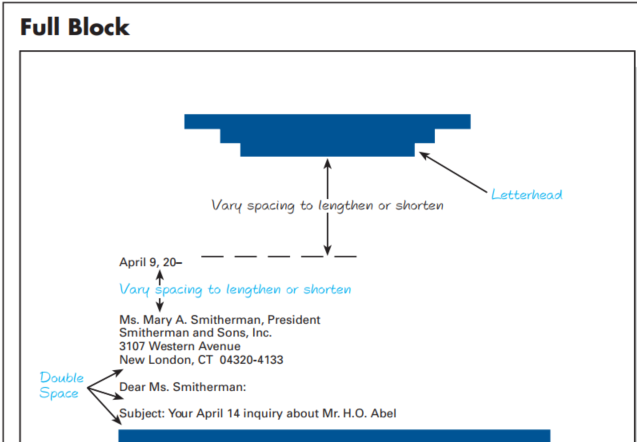 Full Block
Letterhead
Vary spacing to lengthen or shorten
April 9, 20–
Vary spacing to lengthen or shorten
Ms. Mary A. Smitherman, President
Smitherman and Sons, Inc.
3107 Western Avenue
New London, CT 04320-4133
Double
Space
Dear Ms. Smitherman:
Subject: Your April 14 inquiry about Mr. H.O. Abel